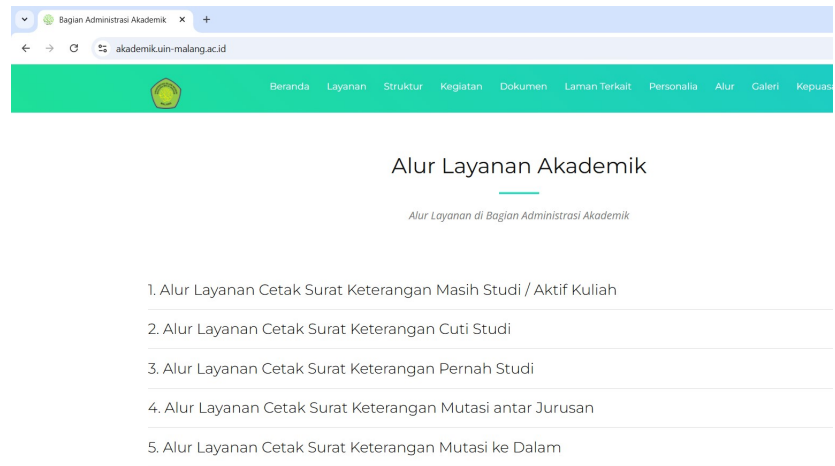 Bagian Administrasi Akademik
akademik.uin-malang.ac.id
Beranda Layanan Struktur Kegiatan Dokumen Laman Terkait Personalia Alur Galeri
Alur Layanan Akademik
Alur Layanan di Bagian Administrasi Akademik
1. Alur Layanan Cetak Surat Keterangan Masih Studi / Aktif Kuliah
2. Alur Layanan Cetak Surat Keterangan Cuti Studi
3. Alur Layanan Cetak Surat Keterangan Pernah Studi
4. Alur Layanan Cetak Surat Keterangan Mutasi antar Jurusan
5. Alur Layanan Cetak Surat Keterangan Mutasi ke Dalam